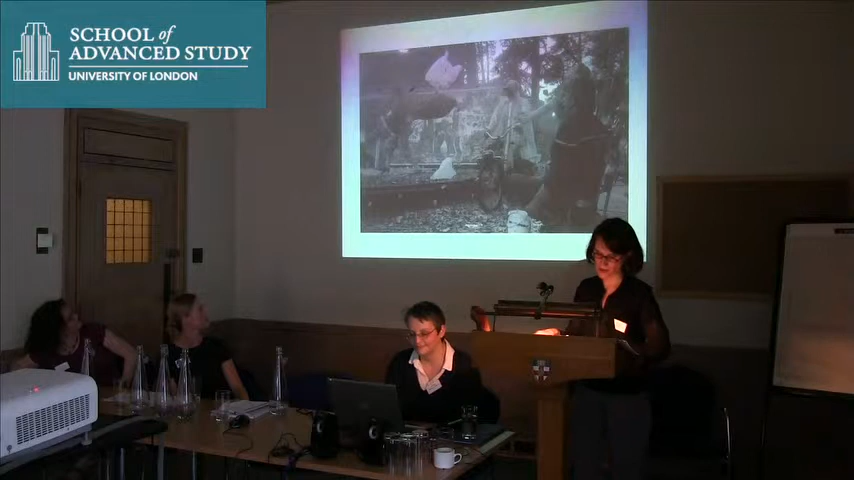 SCHOOL of
ADVANCED STUDY
UNIVERSITY OF LONDON